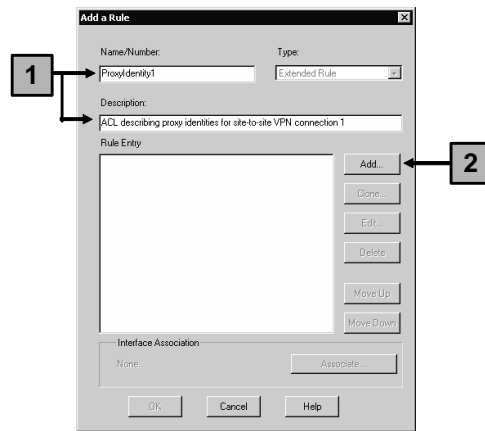 Add a Rule
Name/Number: Type:
ProxyIdentity1 Extended Rule
Description:
ACL describing proxy identities for site-to-site VPN connection 1
Rule Entry
Add...
Clone...
Edit...
Delete
Move Up
Move Down
Interface Association
None. Associate...
OK Cancel Help
1
2